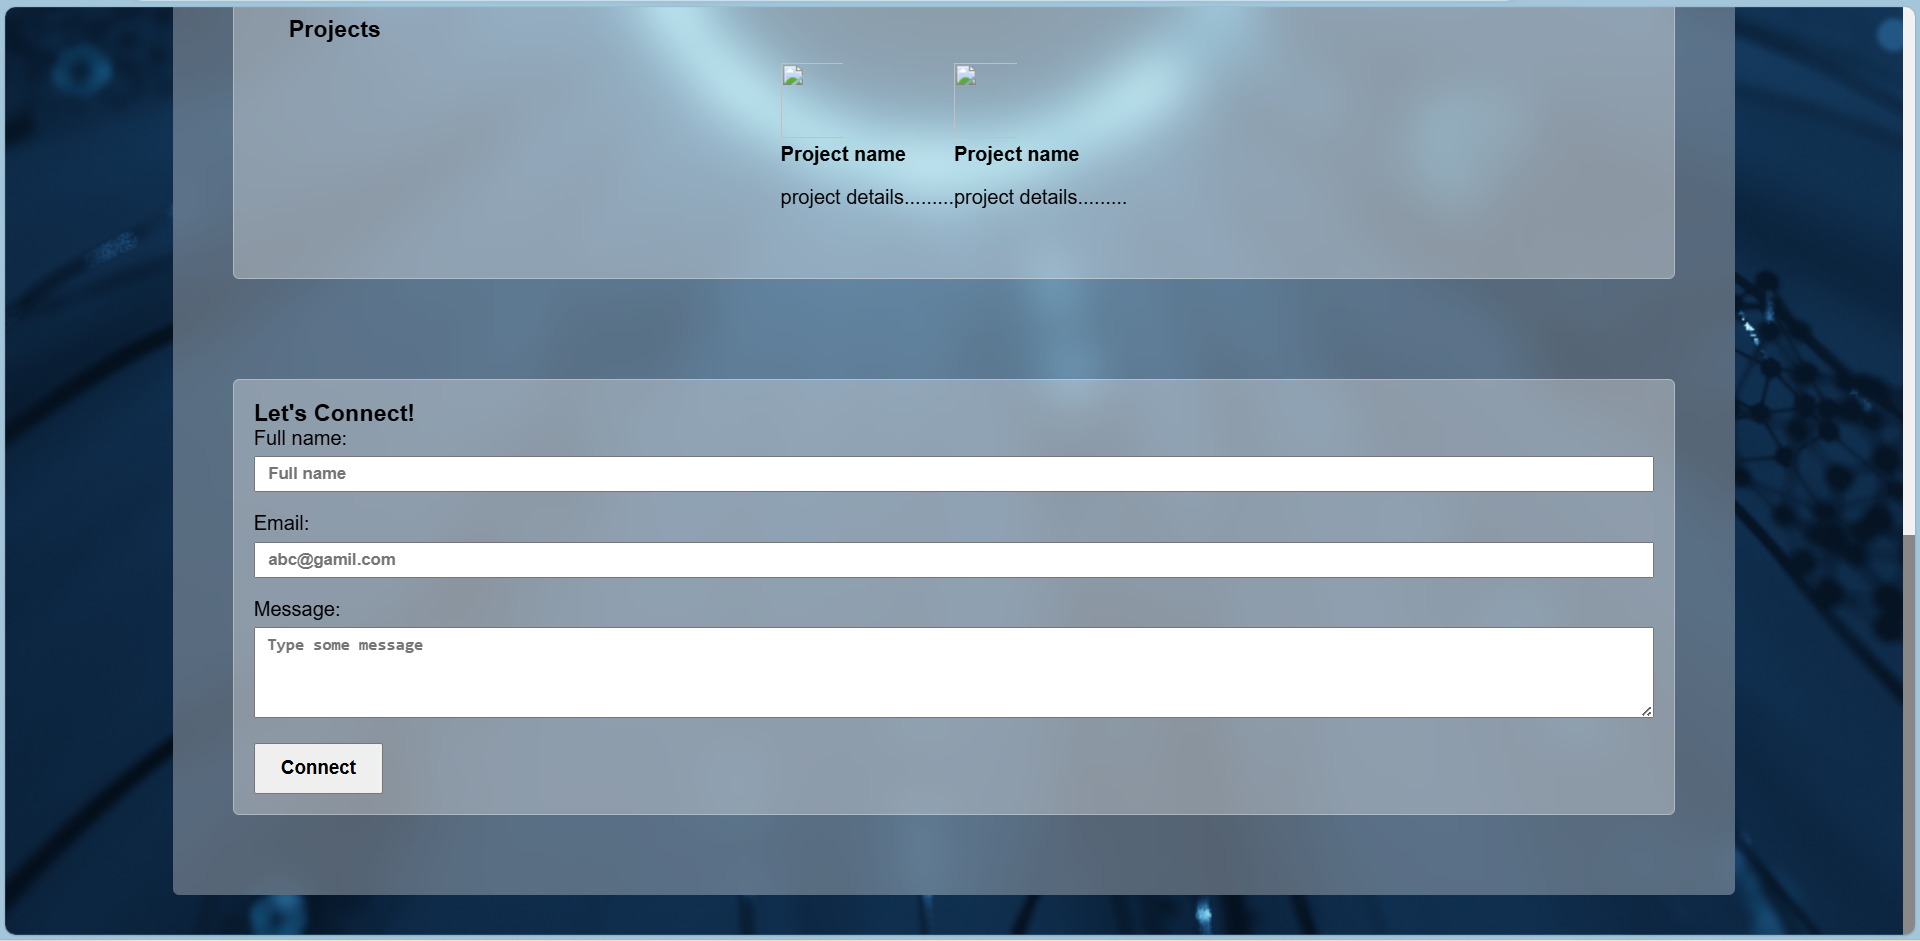 Projects
Project name Project name
project details.........project details.........
Let's Connect!
Full name:
Full name
Email:
abc@gamil.com
Message:
Type some message
Connect